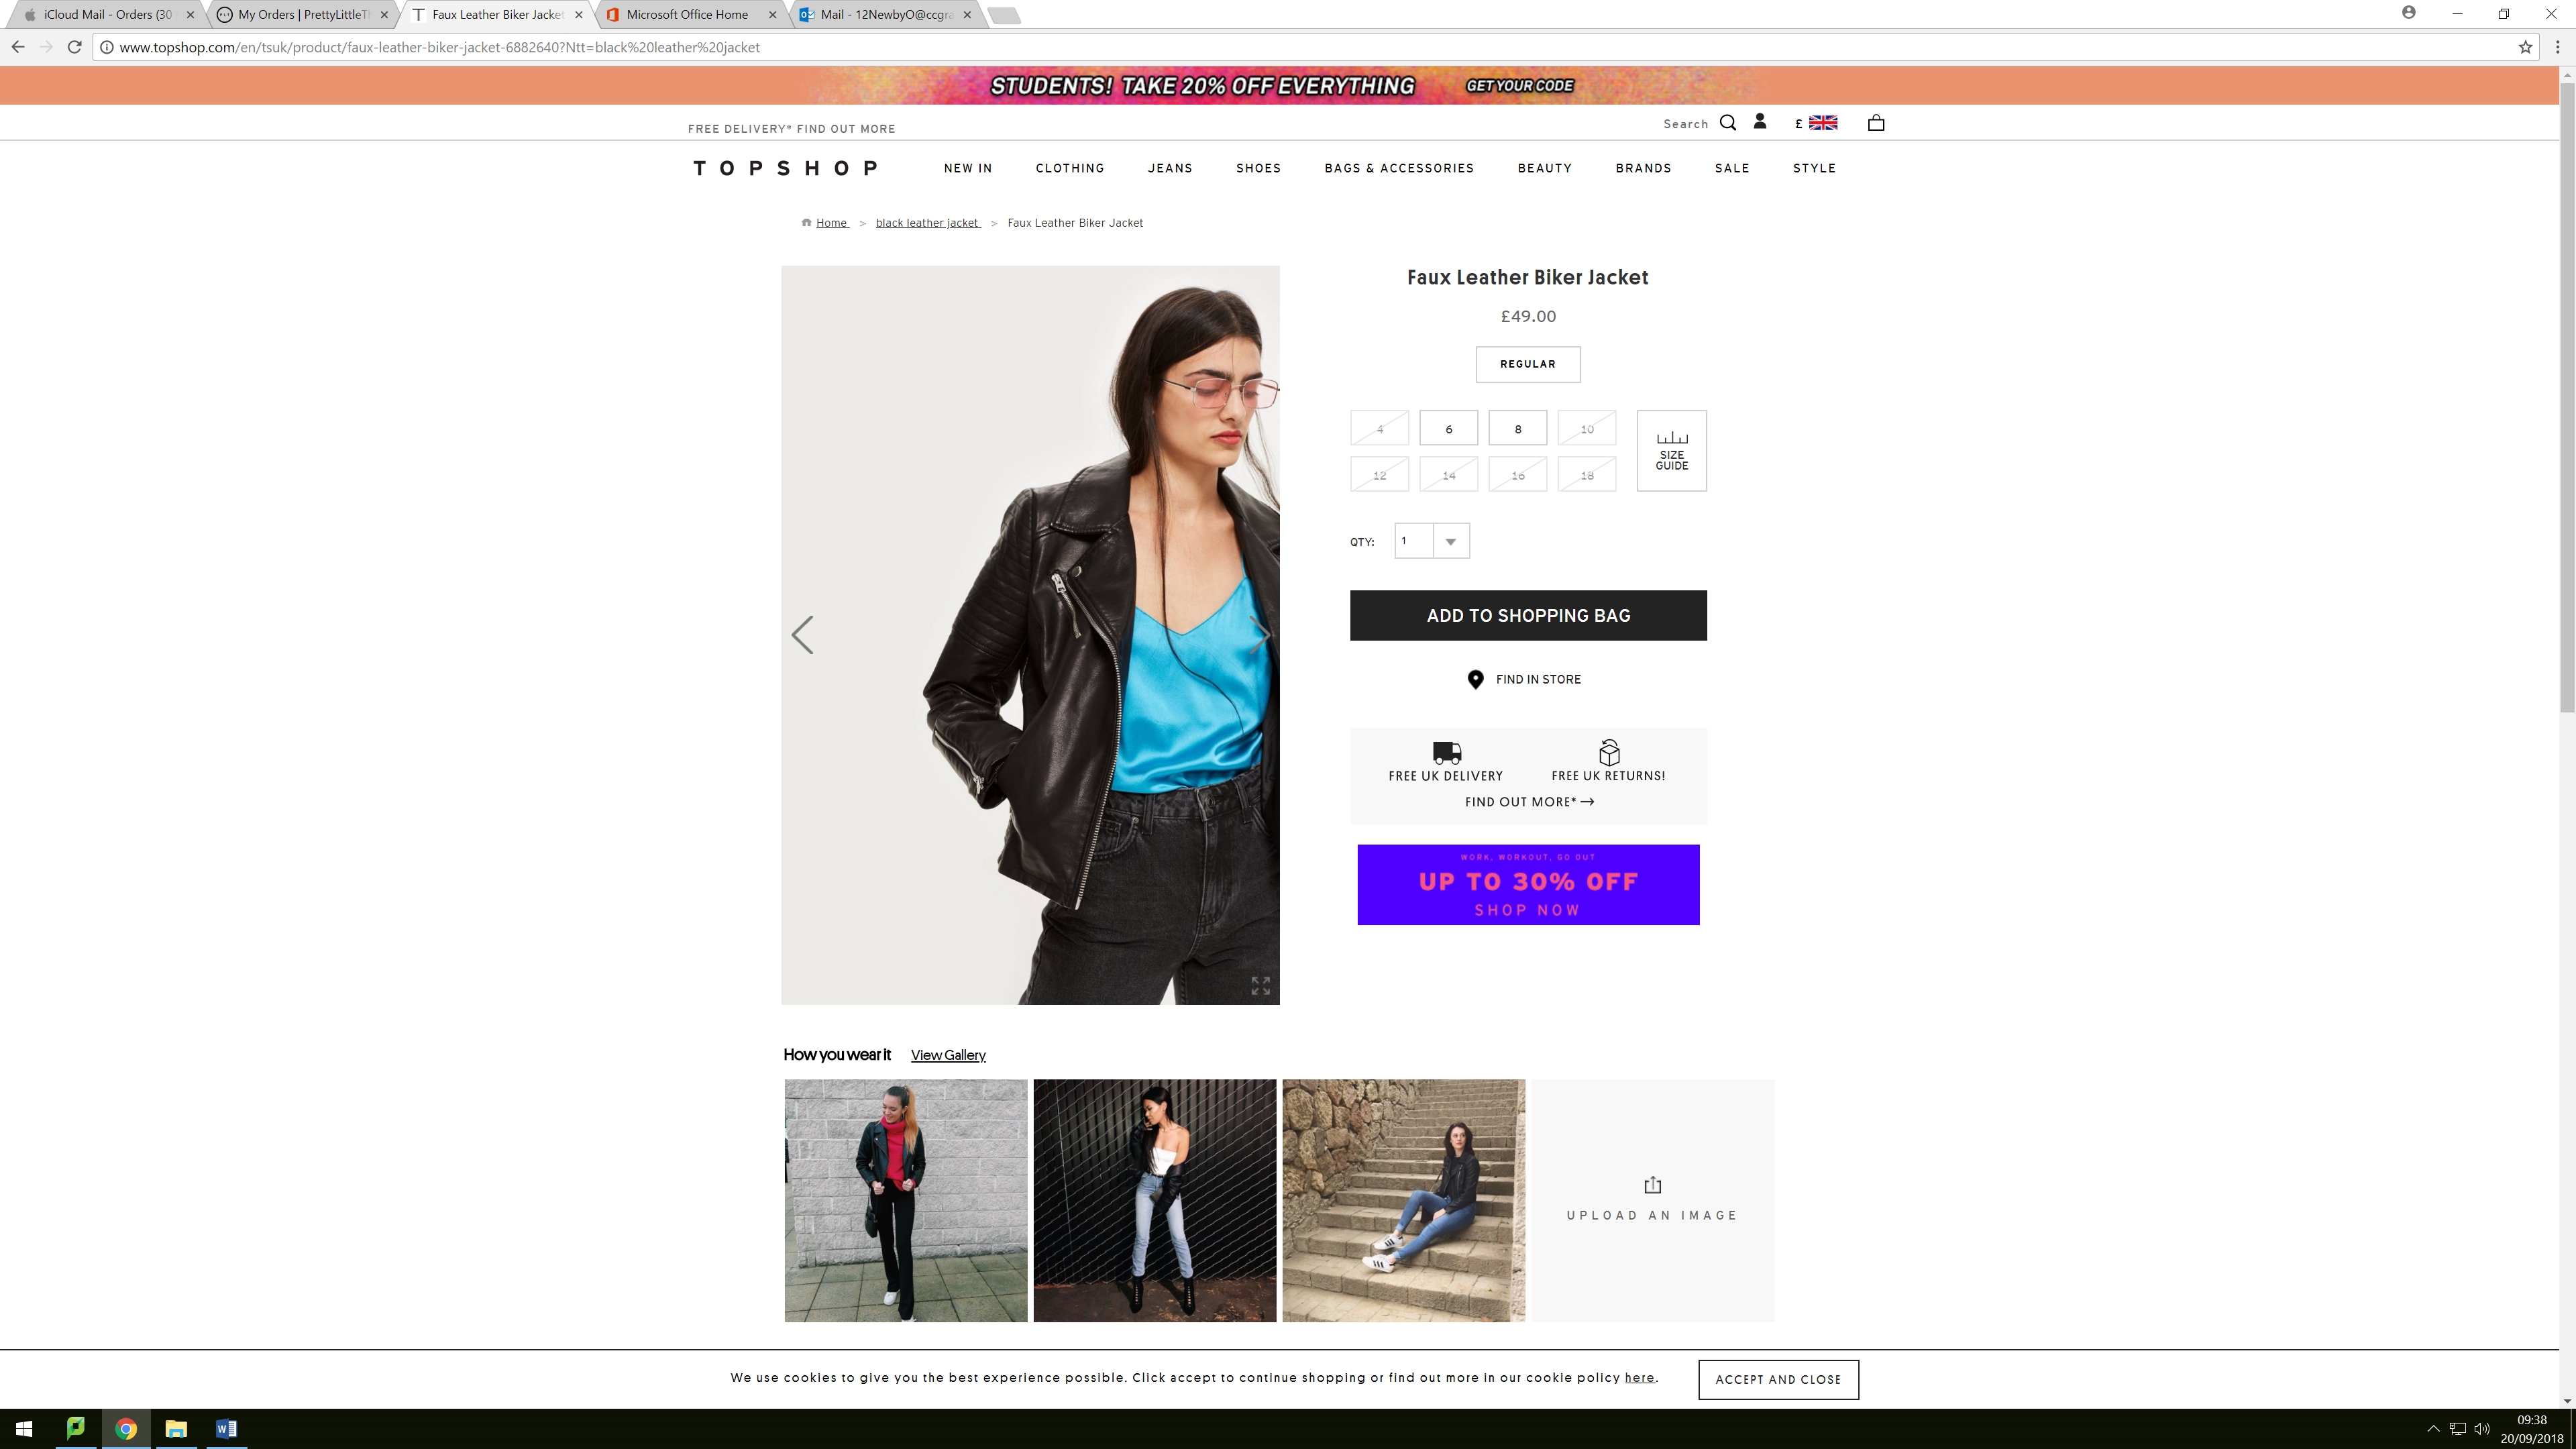 iCloud Mail - Orders (30
My Orders | PrettyLittleT
Faux Leather Biker Jacket
Microsoft Office Home
Mail - 12NewbyO@ccgra
www.topshop.com/en/tsuk/product/faux-leather-biker-jacket-6882640?Ntt=black%20leather%20jacket
STUDENTS! TAKE 20% OFF EVERYTHING GET YOUR CODE
FREE DELIVERY* FIND OUT MORE
Search
£
TOPSHOP
NEW IN CLOTHING JEANS SHOES BAGS & ACCESSORIES BEAUTY BRANDS SALE STYLE
Home > black leather jacket > Faux Leather Biker Jacket
Faux Leather Biker Jacket
£49.00
REGULAR
4 6 8 10
12 14 16 18
SIZE
GUIDE
QTY: 1
ADD TO SHOPPING BAG
FIND IN STORE
FREE UK DELIVERY FREE UK RETURNS!
FIND OUT MORE* →
WORK, WORKOUT, GO OUT
UP TO 30% OFF
SHOP NOW
How you wear it View Gallery
UPLOAD AN IMAGE
We use cookies to give you the best experience possible. Click accept to continue shopping or find out more in our cookie policy here.
ACCEPT AND CLOSE
09:38
20/09/2018